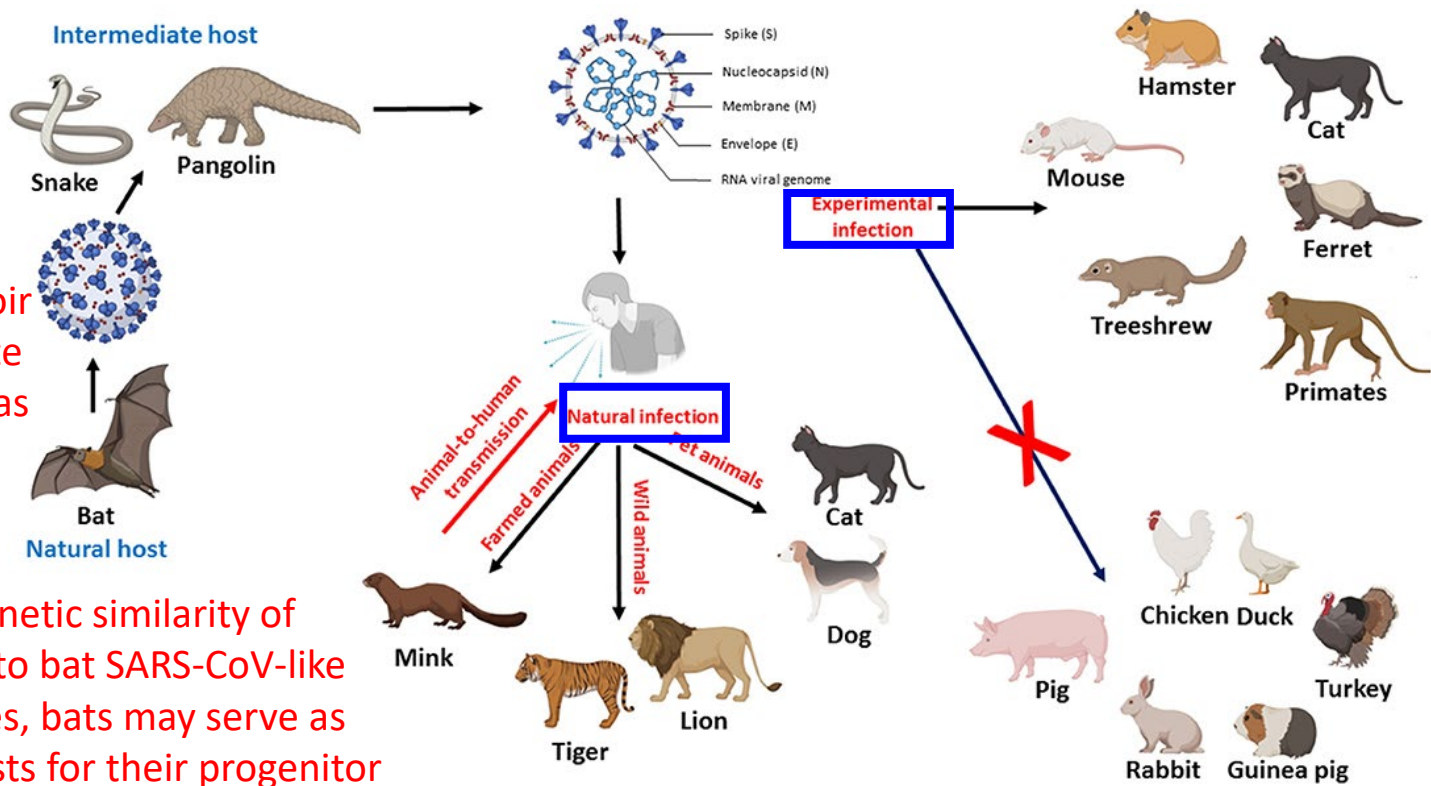 Intermediate host
Snake
Pangolin
Spike (S)
Nucleocapsid (N)
Membrane (M)
Envelope (E)
RNA viral genome
Bat
Natural host
as
netic similarity of
to bat SARS-CoV-like
es, bats may serve as
sts for their progenitor
Natural infection
Animal-to-human
transmission
Farmed animals
Wild animals
Pet animals
Mink
Tiger
Lion
Cat
Dog
Experimental
infection
Hamster
Cat
Mouse
Ferret
Treeshrew
Primates
Chicken Duck
Turkey
Pig
Rabbit Guinea pig